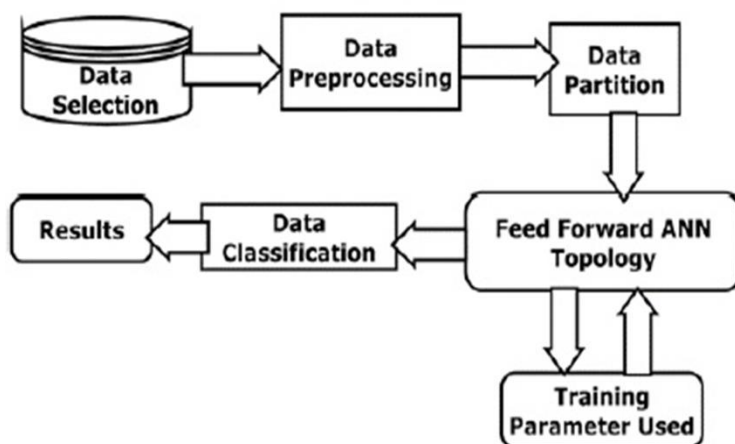 Data
Selection
Data
Preprocessing
Data
Partition
Feed Forward ANN
Topology
Training
Parameter Used
Data
Classification
Results